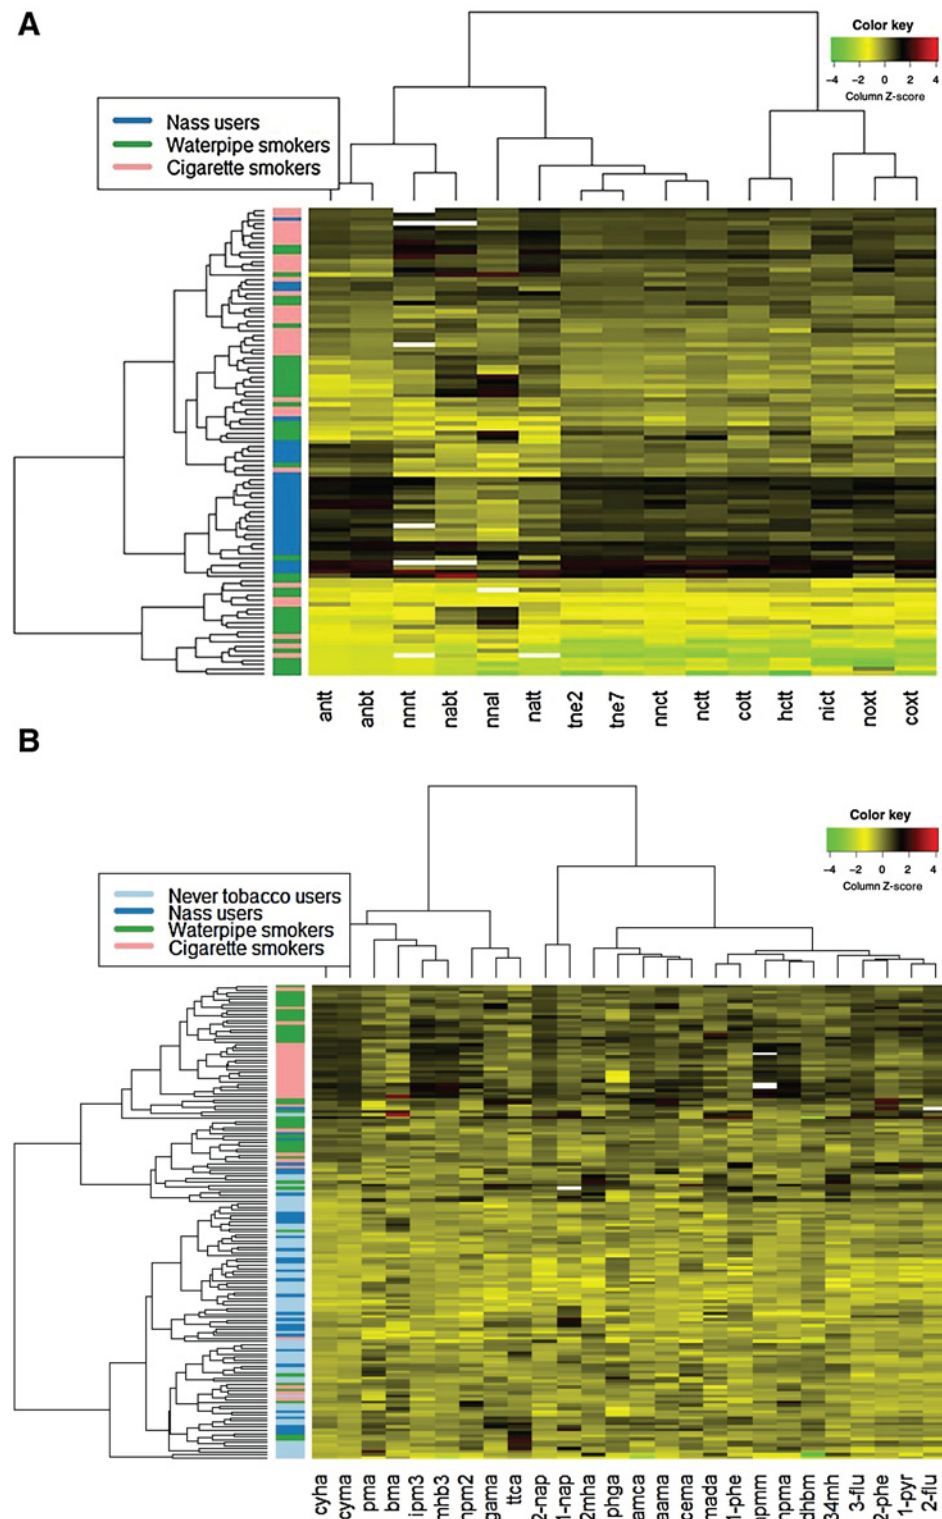 A
Color key
-4 -2 0 2 4
Column Z-score
Nass users
Waterpipe smokers
Cigarette smokers
antt anbt nnnt nabt nnal natt tne2 tne7 nnct nctt cott hctt nict noxt coxt
B
Color key
-4 -2 0 2 4
Column Z-score
Never tobacco users
Nass users
Waterpipe smokers
Cigarette smokers
cyha cyma pma bma ipm3 mhb3 hpm2 gama ttca 2-nap 1-nap 2mha phga amca aama cema mada 1-phe hpmm hpma dhbm 34mh 3-flu 2-phe 1-pyr 2-flu